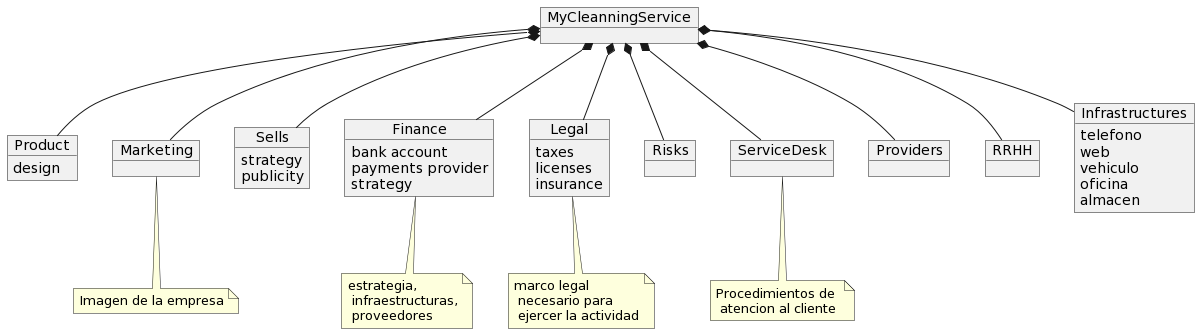 MyCleanningService
Product
design
Marketing
Sells
strategy
publicity
Finance
bank account
payments provider
strategy
Legal
taxes
licenses
insurance
Risks
ServiceDesk
Providers
RRHH
Infrastructures
telefono
web
vehiculo
oficina
almacen
Imagen de la empresa
estrategia,
infraestructuras,
proveedores
marco legal
necesario para
ejercer la actividad
Procedimientos de
atencion al cliente